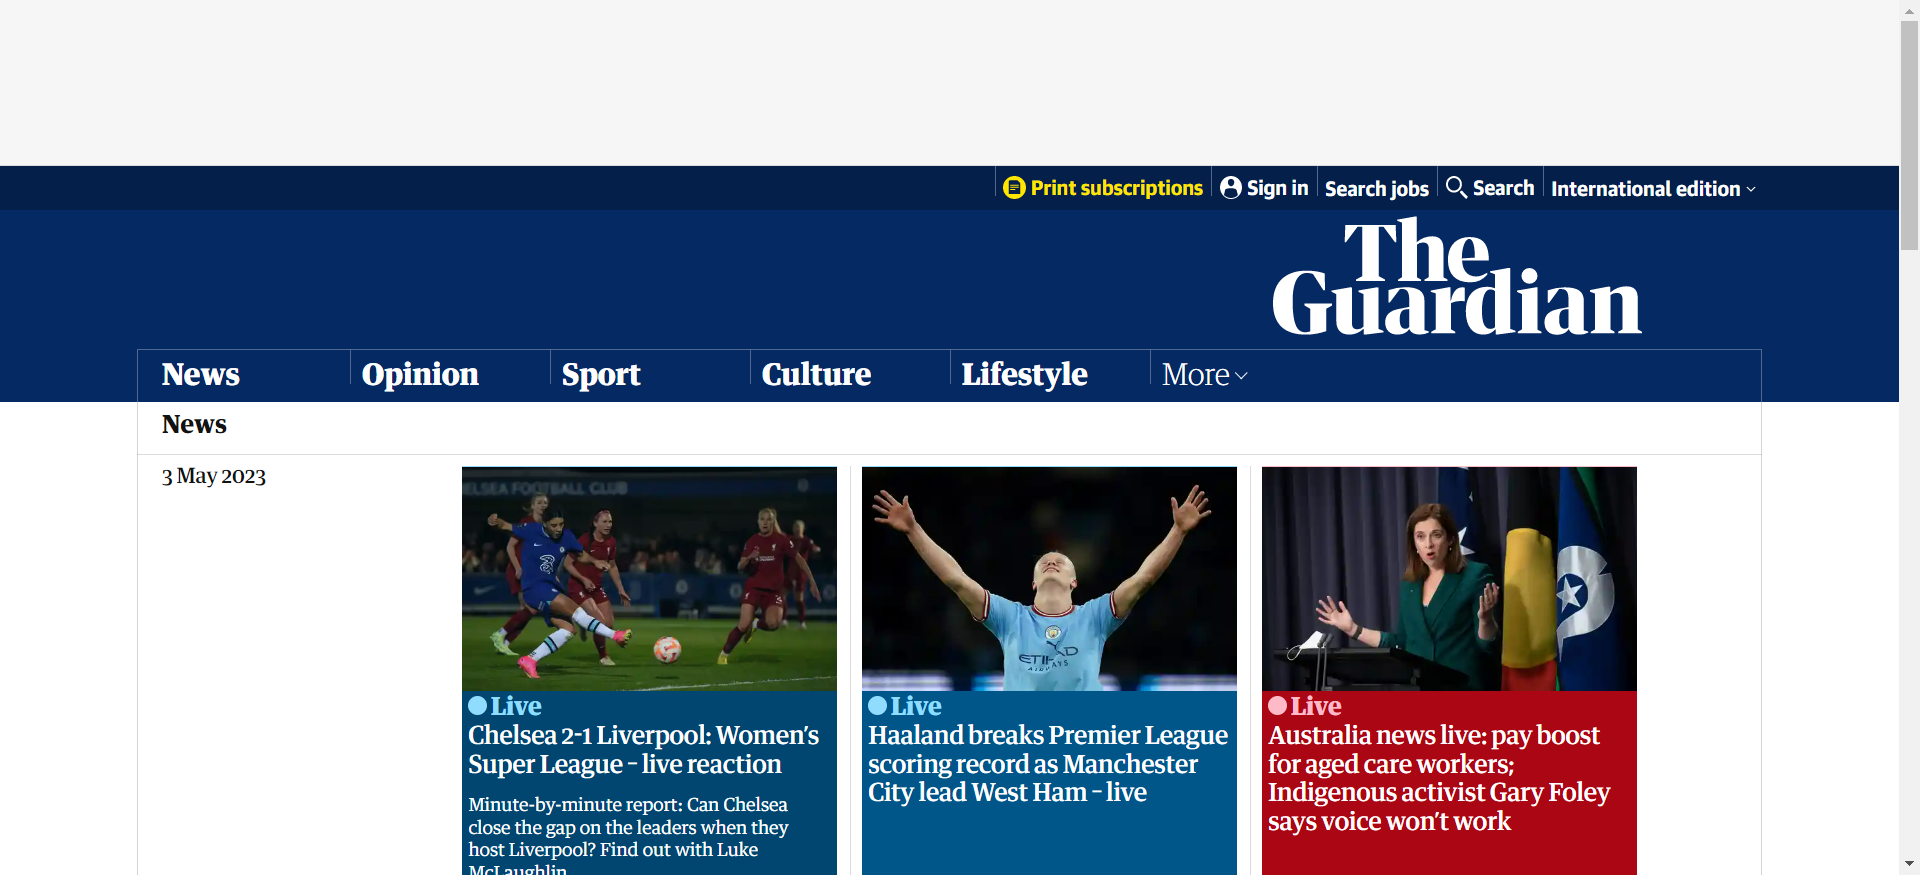 Print subscriptions
Sign in
Search jobs
Search
International edition
The
Guardian
News
Opinion
Sport
Culture
Lifestyle
More
News
3 May 2023
ELSEA FOOTBALL CLUB
3
ETIHAD
AIRWAYS
Live
Chelsea 2-1 Liverpool: Women’s
Super League – live reaction
Minute-by-minute report: Can Chelsea
close the gap on the leaders when they
host Liverpool? Find out with Luke
McLaughlin
Live
Haaland breaks Premier League
scoring record as Manchester
City lead West Ham – live
Live
Australia news live: pay boost
for aged care workers;
Indigenous activist Gary Foley
says voice won’t work